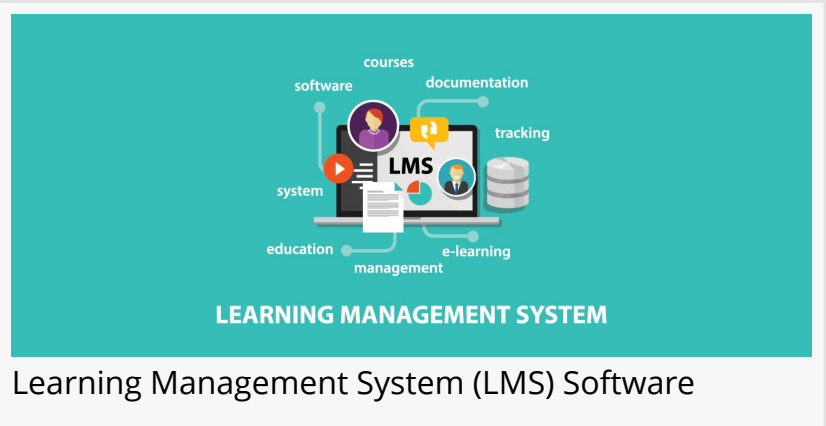 courses
software
documentation
tracking
LMS
system
education
e-learning
management
LEARNING MANAGEMENT SYSTEM
Learning Management System (LMS) Software